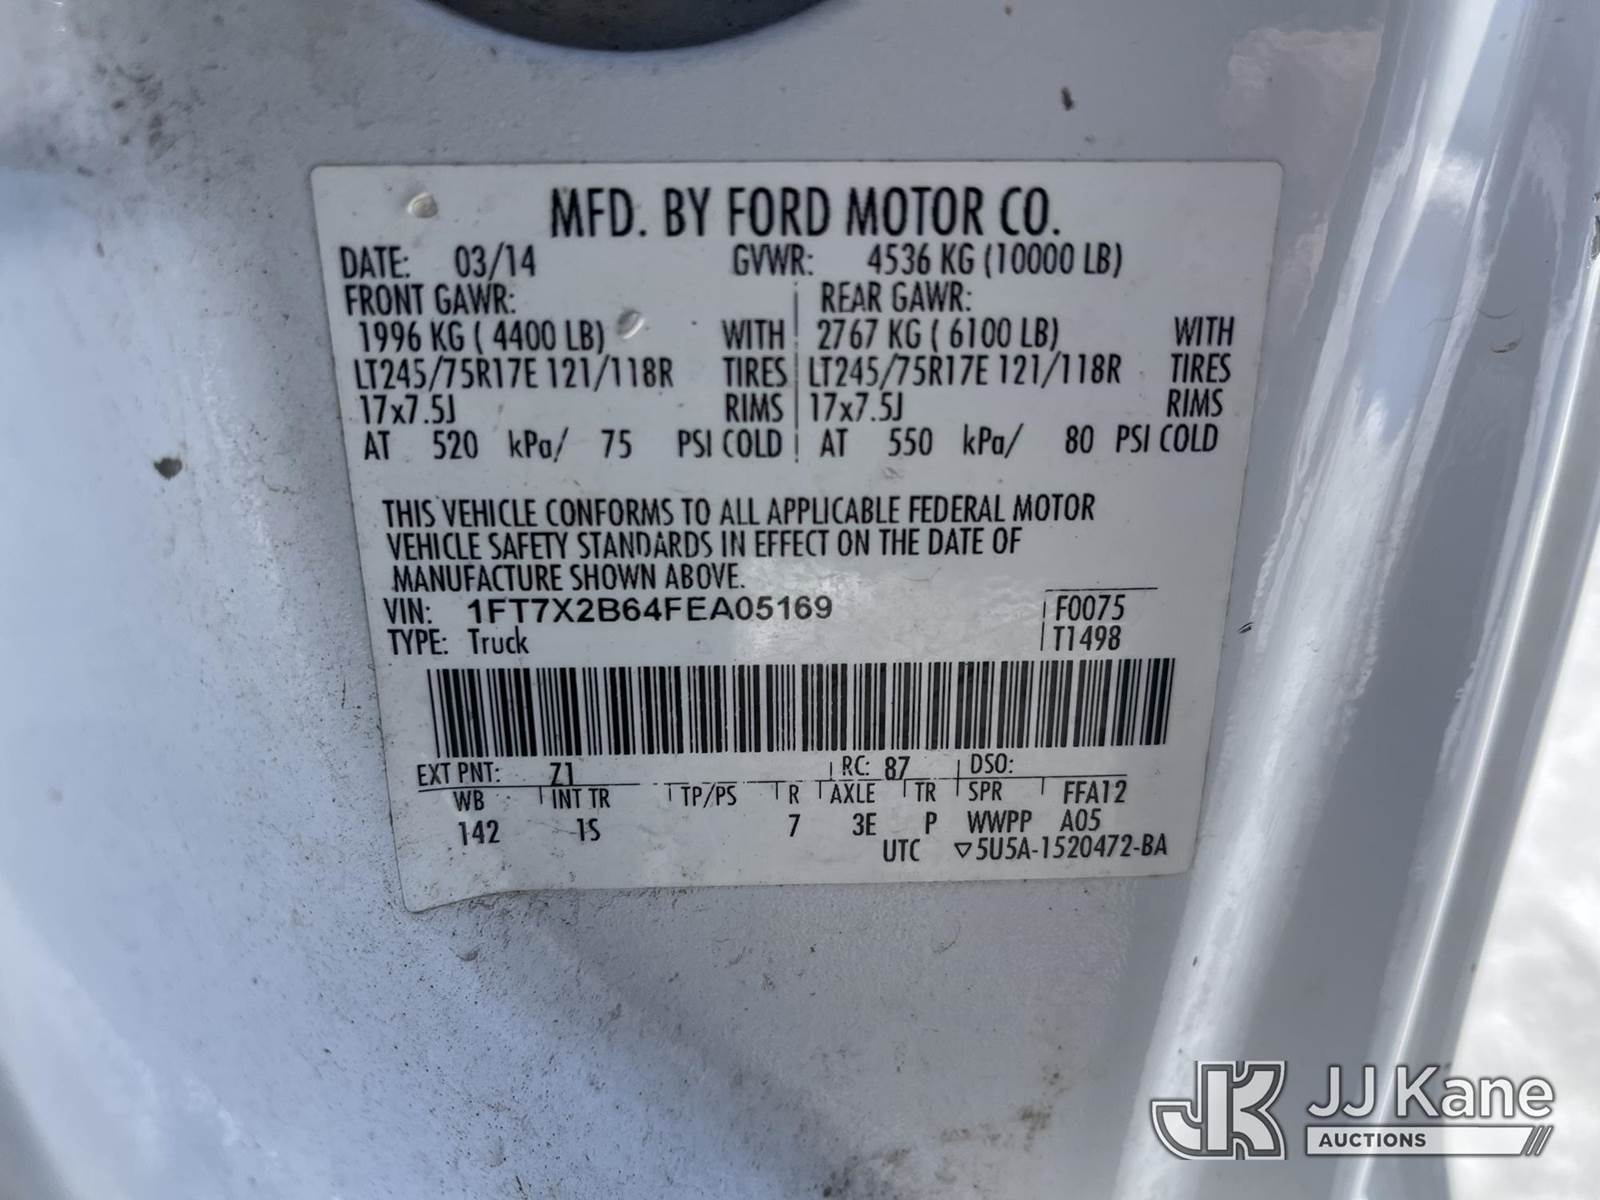 MFD. BY FORD MOTOR CO.
DATE: 03/14 GVWR: 4536 KG (10000 LB)
FRONT GAWR: REAR GAWR:
1996 KG ( 4400 LB) WITH 2767 KG ( 6100 LB) WITH
LT245/75R17E 121/118R TIRES LT245/75R17E 121/118R TIRES
17x7.5J RIMS 17x7.5J RIMS
AT 520 kPa/ 75 PSI COLD AT 550 kPa/ 80 PSI COLD
THIS VEHICLE CONFORMS TO ALL APPLICABLE FEDERAL MOTOR
VEHICLE SAFETY STANDARDS IN EFFECT ON THE DATE OF
MANUFACTURE SHOWN ABOVE.
VIN: 1FT7X2B64FEA05169 F0075
TYPE: Truck T1498
EXT PNT: Z1 RC: 87 DSO:
WB INT TR TP/PS R AXLE TR SPR FFA12
142 1S 7 3E P WWPP A05
UTC ▽5U5A-1520472-BA
JK JJ Kane
AUCTIONS